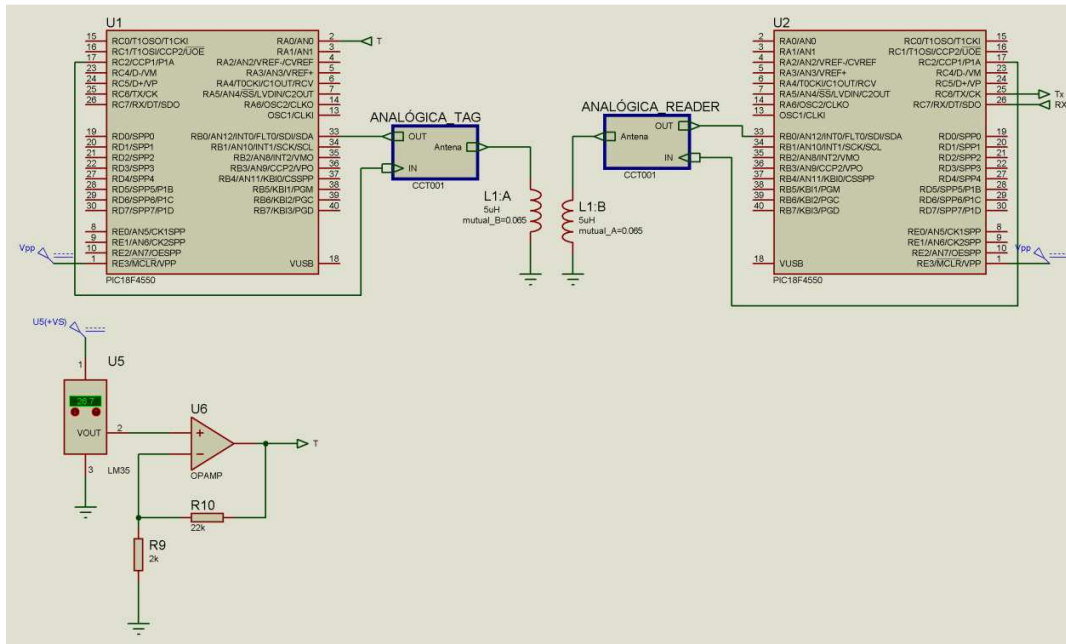 U1
15 RC0/T1OSO/T1CKI RA0/AN0 2 T
16 RC1/T1OSI/CCP2/UOE RA1/AN1 3
17 RC2/CCP1/P1A RA2/AN2/VREF-/CVREF 4
23 RC4/D-/VM RA3/AN3/VREF+ 5
24 RC5/D+/VP RA4/T0CKI/C1OUT/RCV 6
25 RC6/TX/CK RA5/AN4/SS/LVDIN/C2OUT 7
26 RC7/RX/DT/SDO RA6/OSC2/CLKO 14
OSC1/CLKI 13
19 RD0/SPP0 RB0/AN12/INT0/FLT0/SDI/SDA 33
20 RD1/SPP1 RB1/AN10/INT1/SCK/SCL 34
21 RD2/SPP2 RB2/AN8/INT2/VMO 35
22 RD3/SPP3 RB3/AN9/CCP2/VPO 36
27 RD4/SPP4 RB4/AN11/KBI0/CSSPP 37
28 RD5/SPP5/P1B RB5/KBI1/PGM 38
29 RD6/SPP6/P1C RB6/KBI2/PGC 39
30 RD7/SPP7/P1D RB7/KBI3/PGD 40
8 RE0/AN5/CK1SPP
9 RE1/AN6/CK2SPP
10 RE2/AN7/OESPP
Vpp 1 RE3/MCLR/VPP VUSB 18
PIC18F4550
ANALÓGICA_TAG
OUT
Antena
IN
CCT001
L1:A
5uH
mutual_B=0.065
ANALÓGICA_READER
OUT
Antena
IN
CCT001
L1:B
5uH
mutual_A=0.065
U2
2 RA0/AN0 RC0/T1OSO/T1CKI 15
3 RA1/AN1 RC1/T1OSI/CCP2/UOE 16
4 RA2/AN2/VREF-/CVREF RC2/CCP1/P1A 17
5 RA3/AN3/VREF+ RC4/D-/VM 23
6 RA4/T0CKI/C1OUT/RCV RC5/D+/VP 24
7 RA5/AN4/SS/LVDIN/C2OUT RC6/TX/CK 25 Tx
14 RA6/OSC2/CLKO RC7/RX/DT/SDO 26 RX
13 OSC1/CLKI
33 RB0/AN12/INT0/FLT0/SDI/SDA RD0/SPP0 19
34 RB1/AN10/INT1/SCK/SCL RD1/SPP1 20
35 RB2/AN8/INT2/VMO RD2/SPP2 21
36 RB3/AN9/CCP2/VPO RD3/SPP3 22
37 RB4/AN11/KBI0/CSSPP RD4/SPP4 27
38 RB5/KBI1/PGM RD5/SPP5/P1B 28
39 RB6/KBI2/PGC RD6/SPP6/P1C 29
40 RB7/KBI3/PGD RD7/SPP7/P1D 30
RE0/AN5/CK1SPP 8
RE1/AN6/CK2SPP 9
RE2/AN7/OESPP 10
18 VUSB RE3/MCLR/VPP 1 Vpp
PIC18F4550
U5(+VS)
1
U5
26.7
VOUT 2
3
LM35
U6
OPAMP
T
R10
22k
R9
2k